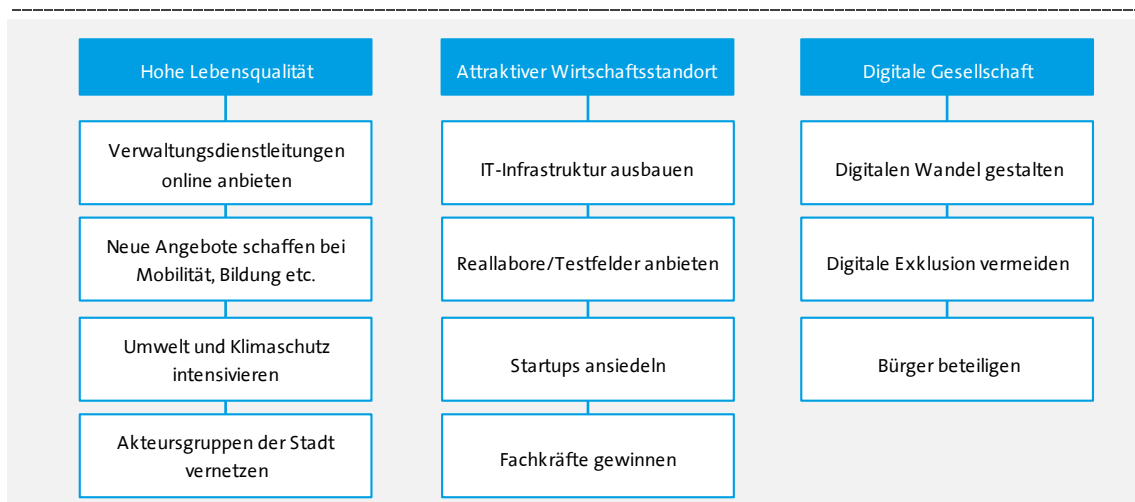 Hohe Lebensqualität
Verwaltungsdienstleitungen
online anbieten
Neue Angebote schaffen bei
Mobilität, Bildung etc.
Umwelt und Klimaschutz
intensivieren
Akteursgruppen der Stadt
vernetzen
Attraktiver Wirtschaftsstandort
IT-Infrastruktur ausbauen
Reallabore/Testfelder anbieten
Startups ansiedeln
Fachkräfte gewinnen
Digitale Gesellschaft
Digitalen Wandel gestalten
Digitale Exklusion vermeiden
Bürger beteiligen